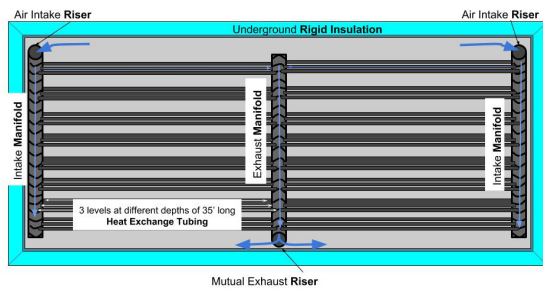 Air Intake Riser
Air Intake Riser
Underground Rigid Insulation
Intake Manifold
Exhaust Manifold
Intake Manifold
3 levels at different depths of 35' long
Heat Exchange Tubing
Mutual Exhaust Riser